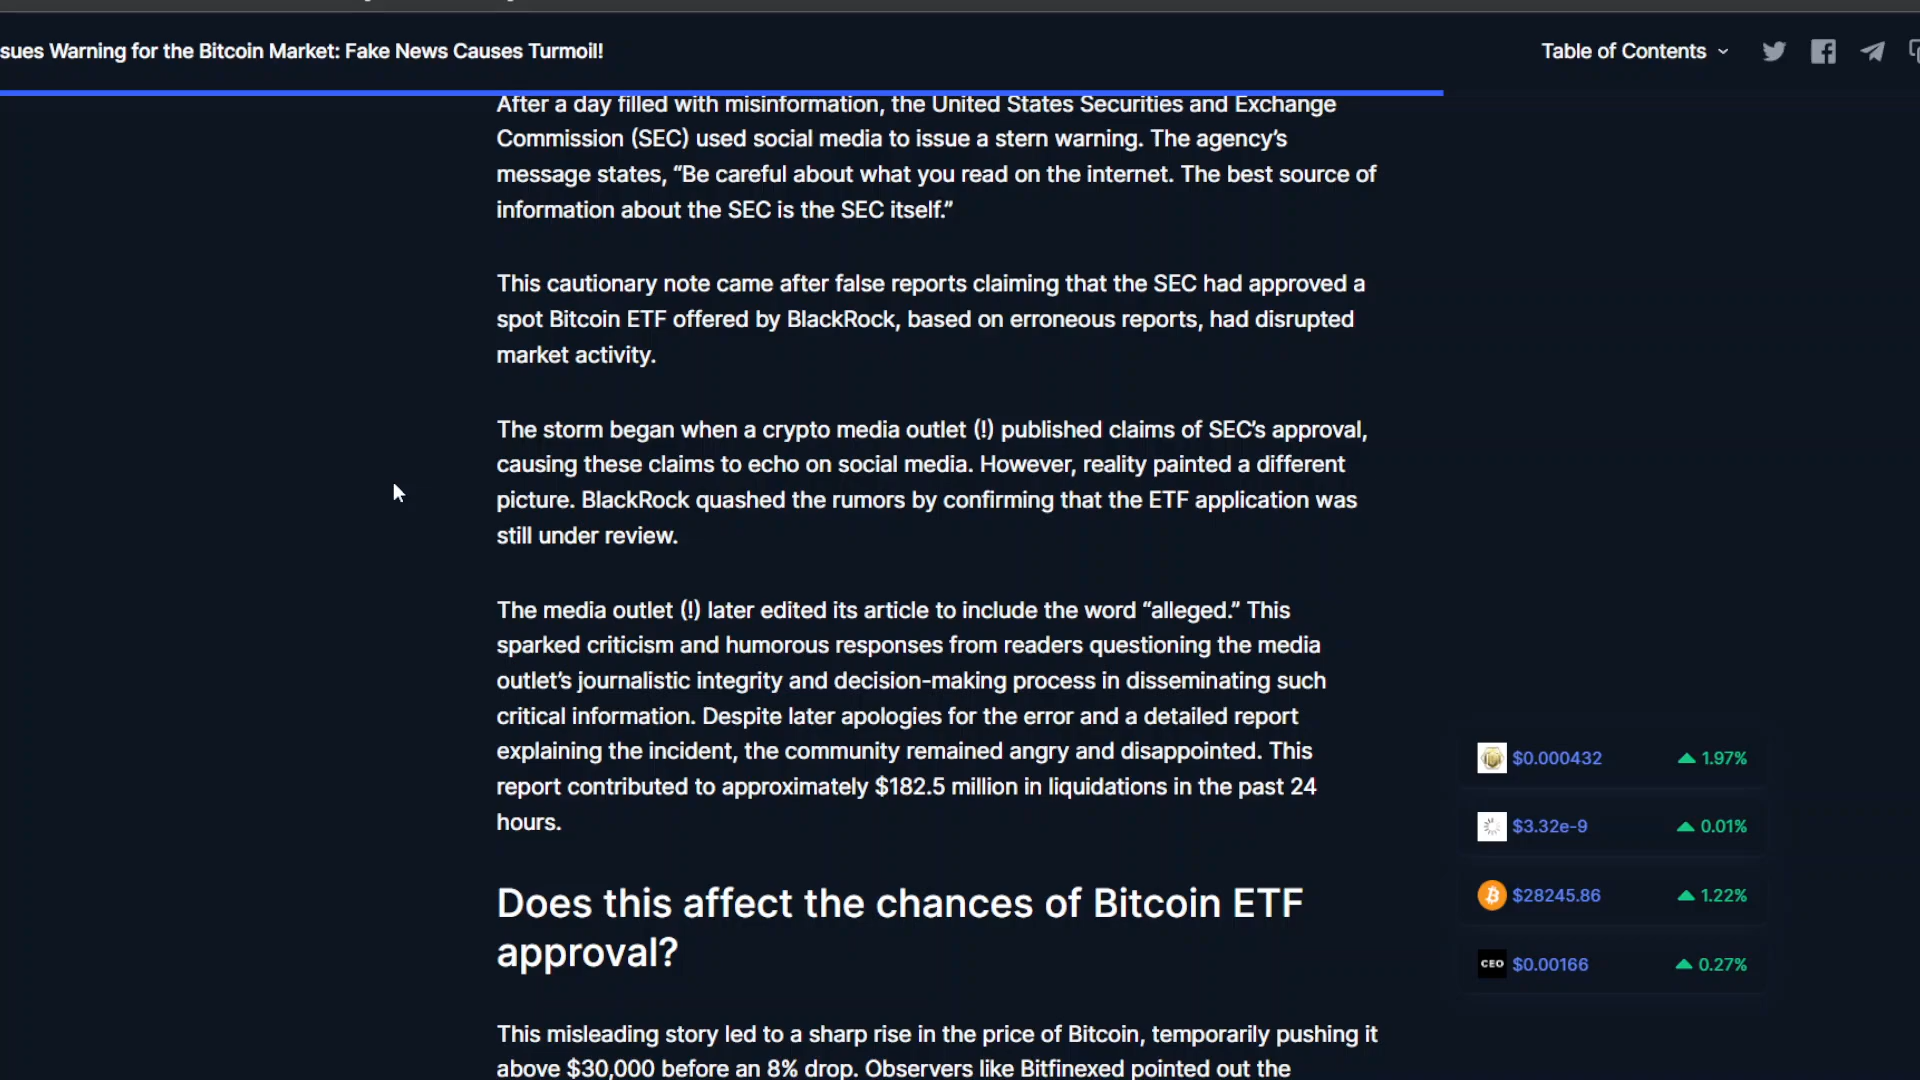 sues Warning for the Bitcoin Market: Fake News Causes Turmoil!
Table of Contents
After a day filled with misinformation, the United States Securities and Exchange
Commission (SEC) used social media to issue a stern warning. The agency’s
message states, “Be careful about what you read on the internet. The best source of
information about the SEC is the SEC itself.”
This cautionary note came after false reports claiming that the SEC had approved a
spot Bitcoin ETF offered by BlackRock, based on erroneous reports, had disrupted
market activity.
The storm began when a crypto media outlet (!) published claims of SEC’s approval,
causing these claims to echo on social media. However, reality painted a different
picture. BlackRock quashed the rumors by confirming that the ETF application was
still under review.
The media outlet (!) later edited its article to include the word “alleged.” This
sparked criticism and humorous responses from readers questioning the media
outlet’s journalistic integrity and decision-making process in disseminating such
critical information. Despite later apologies for the error and a detailed report
explaining the incident, the community remained angry and disappointed. This
report contributed to approximately $182.5 million in liquidations in the past 24
hours.
Does this affect the chances of Bitcoin ETF
approval?
This misleading story led to a sharp rise in the price of Bitcoin, temporarily pushing it
above $30,000 before an 8% drop. Observers like Bitfinexed pointed out the
$0.000432 1.97%
$3.32e-9 0.01%
$28245.86 1.22%
CEO $0.00166 0.27%